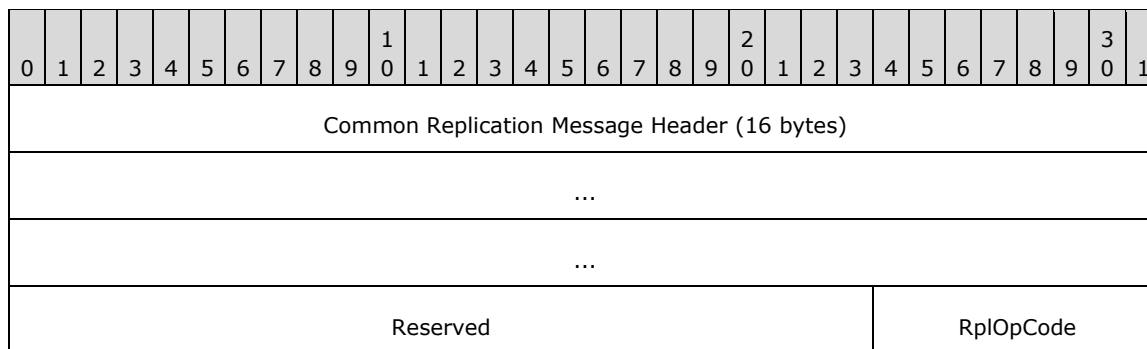 1 2 3
0 1 2 3 4 5 6 7 8 9 0 1 2 3 4 5 6 7 8 9 0 1 2 3 4 5 6 7 8 9 0 1
Common Replication Message Header (16 bytes)
...
...
Reserved RplOpCode